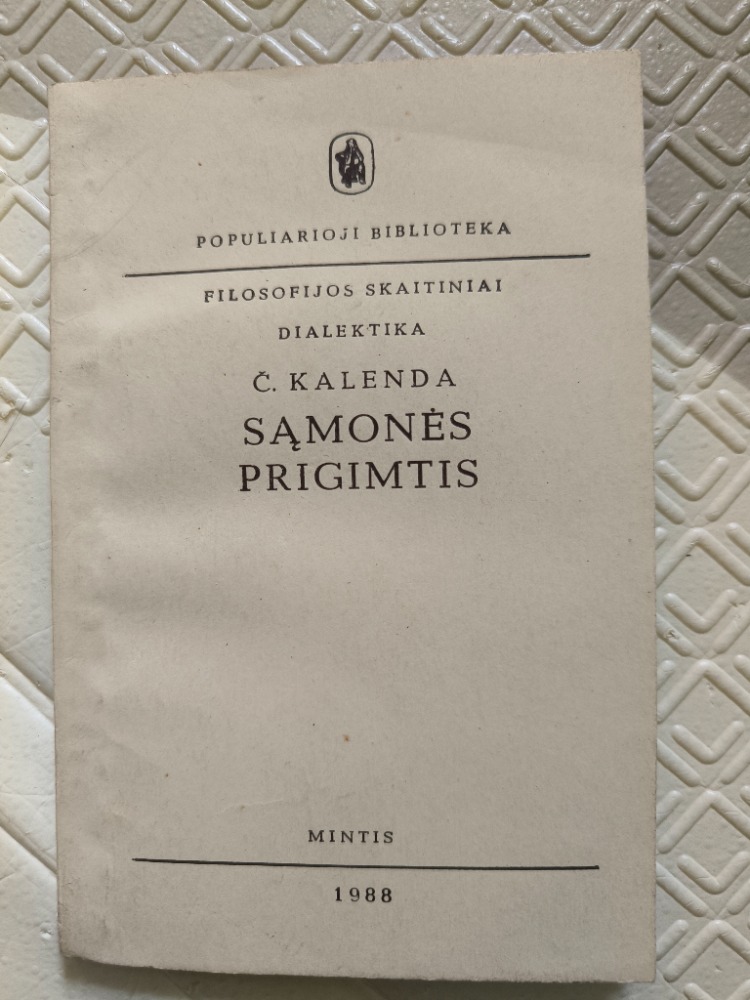 POPULIARIOJI BIBLIOTEKA
FILOSOFIJOS SKAITINIAI
DIALEKTIKA
Č. KALENDA
SĄMONĖS
PRIGIMTIS
MINTIS
1988